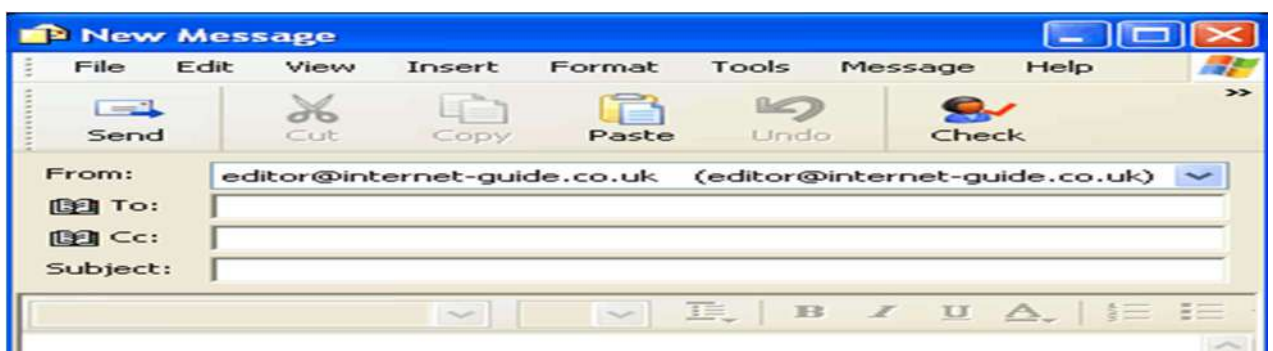 New Message
File Edit View Insert Format Tools Message Help
Send Cut Copy Paste Undo Check
From: editor@internet-guide.co.uk (editor@internet-guide.co.uk)
To:
Cc:
Subject:
B I U A